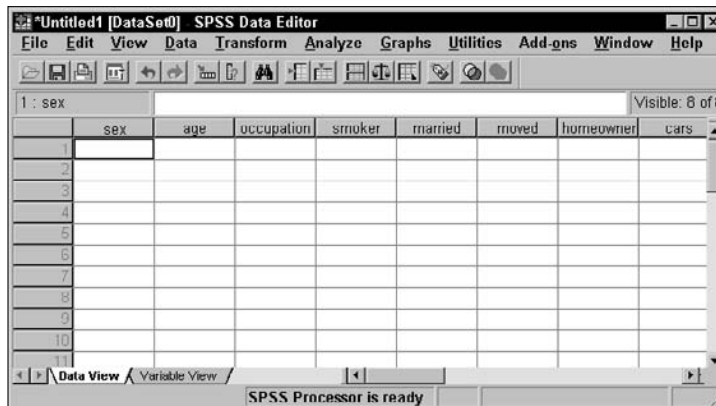 *Untitled1 [DataSet0] - SPSS Data Editor
File Edit View Data Transform Analyze Graphs Utilities Add-ons Window Help
1 : sex Visible: 8 of
sex age occupation smoker married moved homeowner cars
1
2
3
4
5
6
7
8
9
10
11
Data View Variable View
SPSS Processor is ready